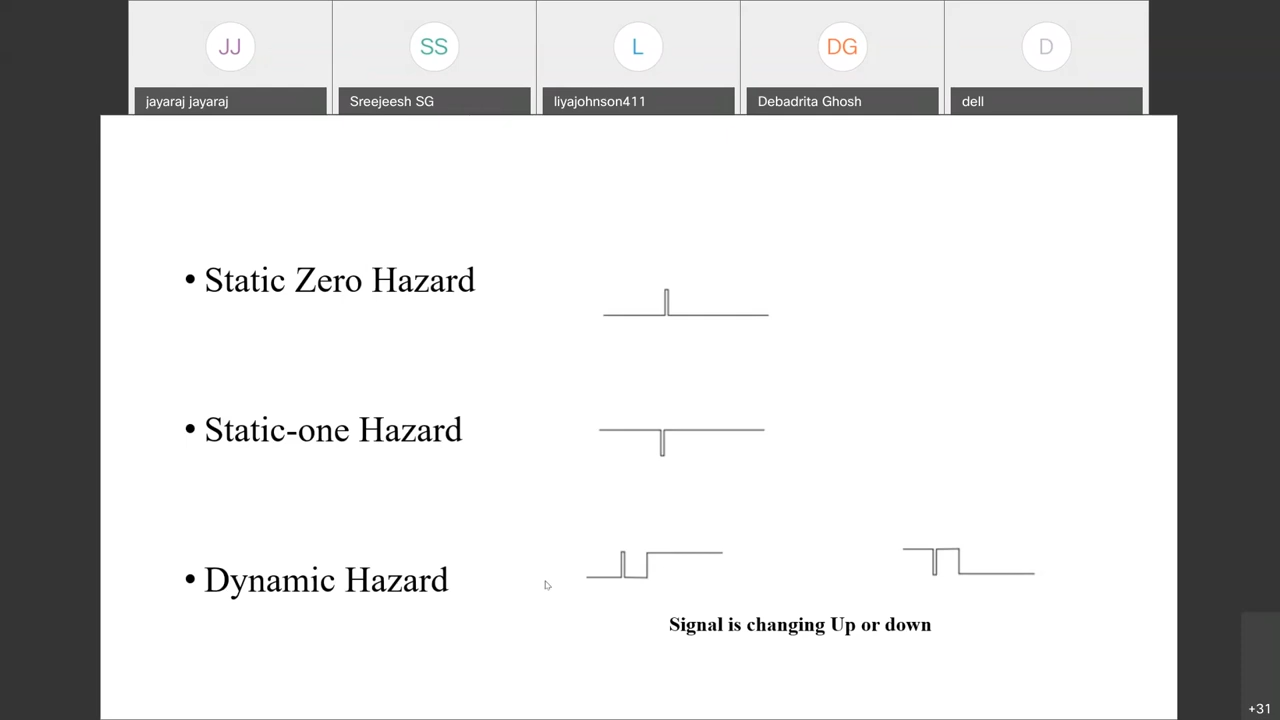 JJ
SS
L
DG
D
jayaraj jayaraj
Sreejeesh SG
liyajohnson411
Debadrita Ghosh
dell
• Static Zero Hazard
• Static-one Hazard
• Dynamic Hazard
Signal is changing Up or down
+31